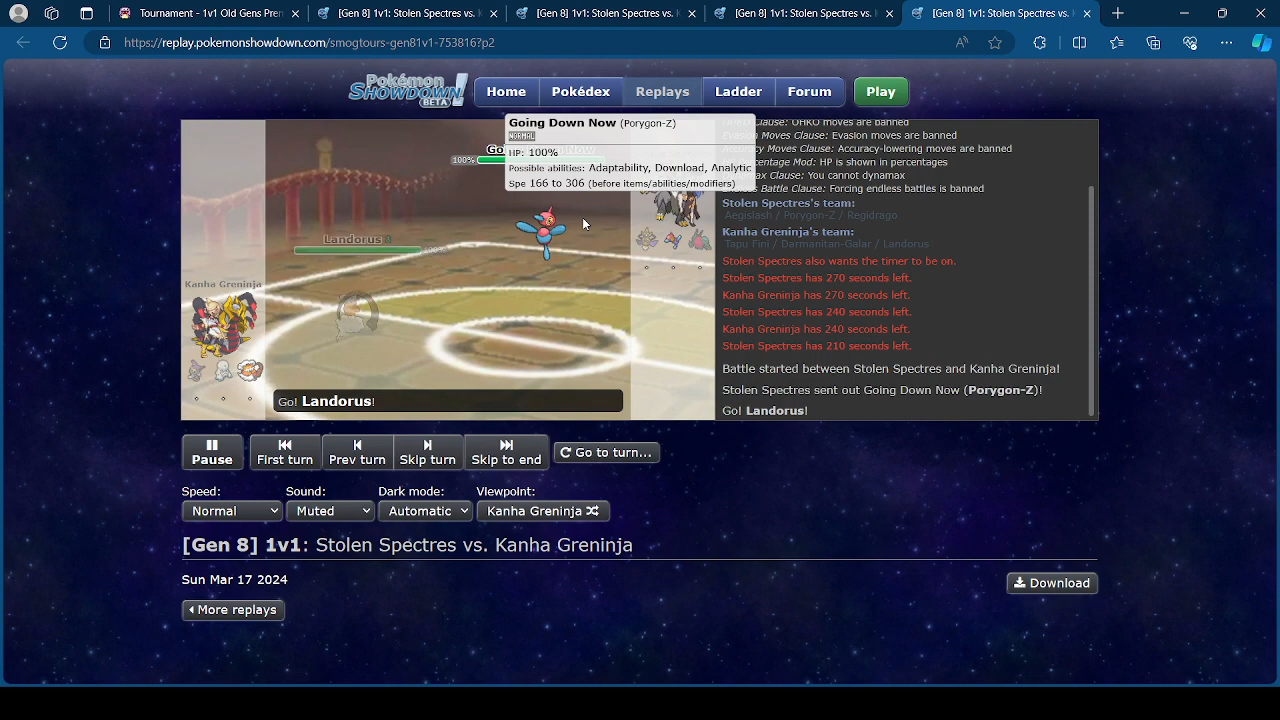 Tournament - 1v1 Old Gens Pren
[Gen 8] 1v1: Stolen Spectres vs. K
[Gen 8] 1v1: Stolen Spectres vs. K
[Gen 8] 1v1: Stolen Spectres vs. K
[Gen 8] 1v1: Stolen Spectres vs. K
https://replay.pokemonshowdown.com/smogtours-gen81v1-753816?p2
Pokémon
SHOWDOWN!
BETA
Home
Pokédex
Replays
Ladder
Forum
Play
Going Down Now (Porygon-Z)
NORMAL
HP: 100%
Possible abilities: Adaptability, Download, Analytic
Spe 166 to 306 (before items/abilities/modifiers)
100%
Landorus
100%
Kanha Greninja
Go! Landorus!
OHKO moves are banned
Evasion Moves Clause: Evasion moves are banned
Accuracy-lowering moves are banned
centage Mod: HP is shown in percentages
You cannot dynamax
Battle Clause: Forcing endless battles is banned
Stolen Spectres's team:
Aegislash / Porygon-Z / Regidrago
Kanha Greninja's team:
Tapu Fini / Darmanitan-Galar / Landorus
Stolen Spectres also wants the timer to be on.
Stolen Spectres has 270 seconds left.
Kanha Greninja has 270 seconds left.
Stolen Spectres has 240 seconds left.
Kanha Greninja has 240 seconds left.
Stolen Spectres has 210 seconds left.
Battle started between Stolen Spectres and Kanha Greninja!
Stolen Spectres sent out Going Down Now (Porygon-Z)!
Go! Landorus!
Pause
First turn
Prev turn
Skip turn
Skip to end
Go to turn...
Speed:
Sound:
Dark mode:
Viewpoint:
Normal
Muted
Automatic
Kanha Greninja
[Gen 8] 1v1: Stolen Spectres vs. Kanha Greninja
Sun Mar 17 2024
Download
More replays